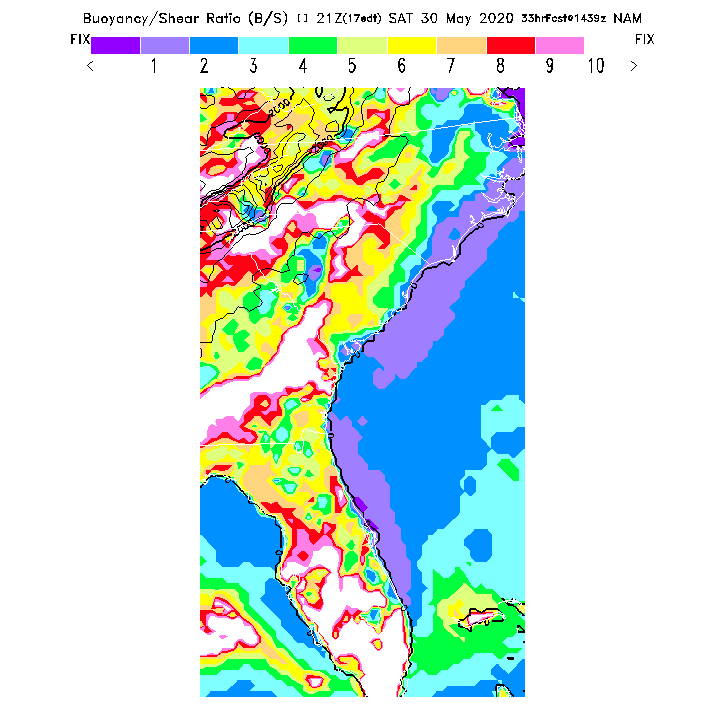 Buoyancy/Shear Ratio (B/S) [] 21Z(17edt) SAT 30 May 2020 33hrFcst@1439z NAM
FIX FIX
< 1 2 3 4 5 6 7 8 9 10 >
2000